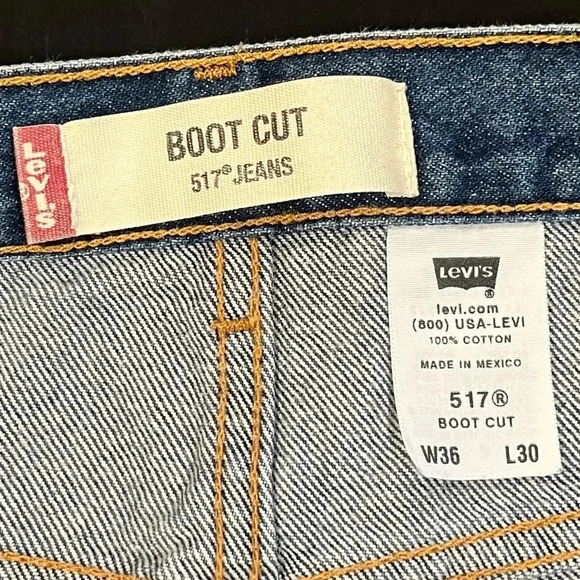 Levi's
BOOT CUT
517® JEANS
Levi's
®
levi.com
(800) USA-LEVI
100% COTTON
MADE IN MEXICO
517®
BOOT CUT
W36 L30